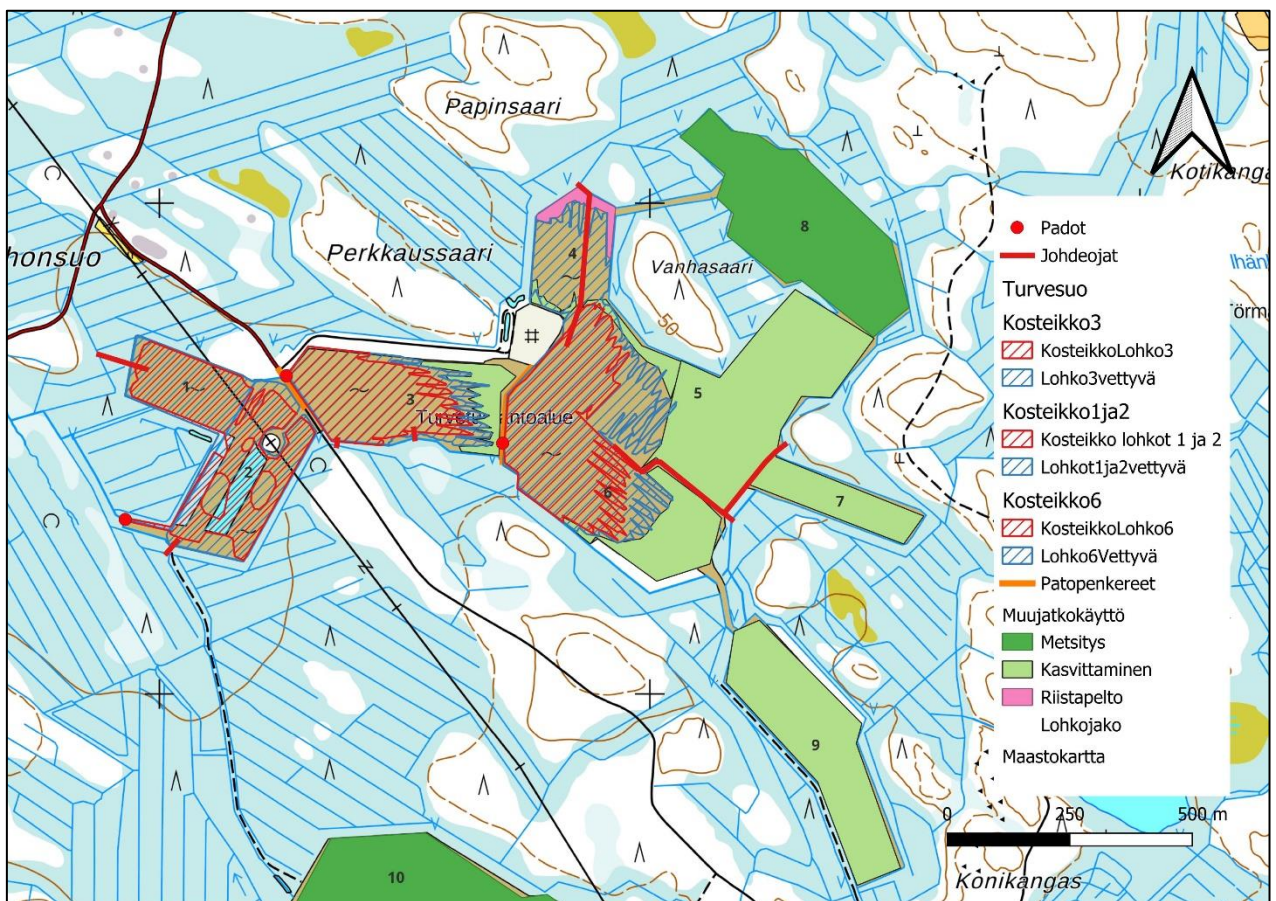 Papinsaari
Kotikanga
honsuo
Perkkaussaari
Vanhasaari
50
8
4
5
1
3
2
6
7
9
10
Konikangas
Padot
Johdeojat
Turvesuo
Kosteikko3
KosteikkoLohko3
Lohko3vettyvä
Kosteikko1ja2
Kosteikko lohkot 1 ja 2
Lohkot1ja2vettyvä
Kosteikko6
KosteikkoLohko6
Lohko6Vettyvä
Patopenkereet
Muujatkokäyttö
Metsitys
Kasvittaminen
Riistapelto
Lohkojako
Maastokartta
0 250 500 m